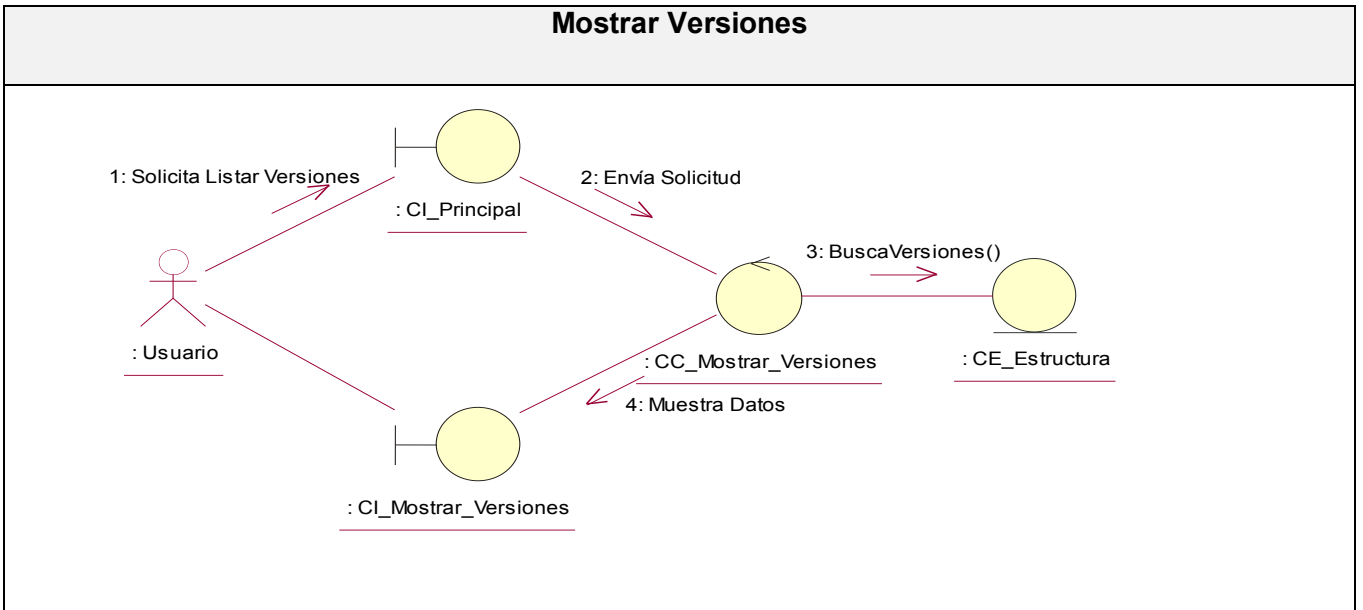 Mostrar Versiones
1: Solicita Listar Versiones
2: Envía Solicitud
: CI_Principal
3: BuscaVersiones()
: Usuario
: CC_Mostrar_Versiones
: CE_Estructura
4: Muestra Datos
: CI_Mostrar_Versiones